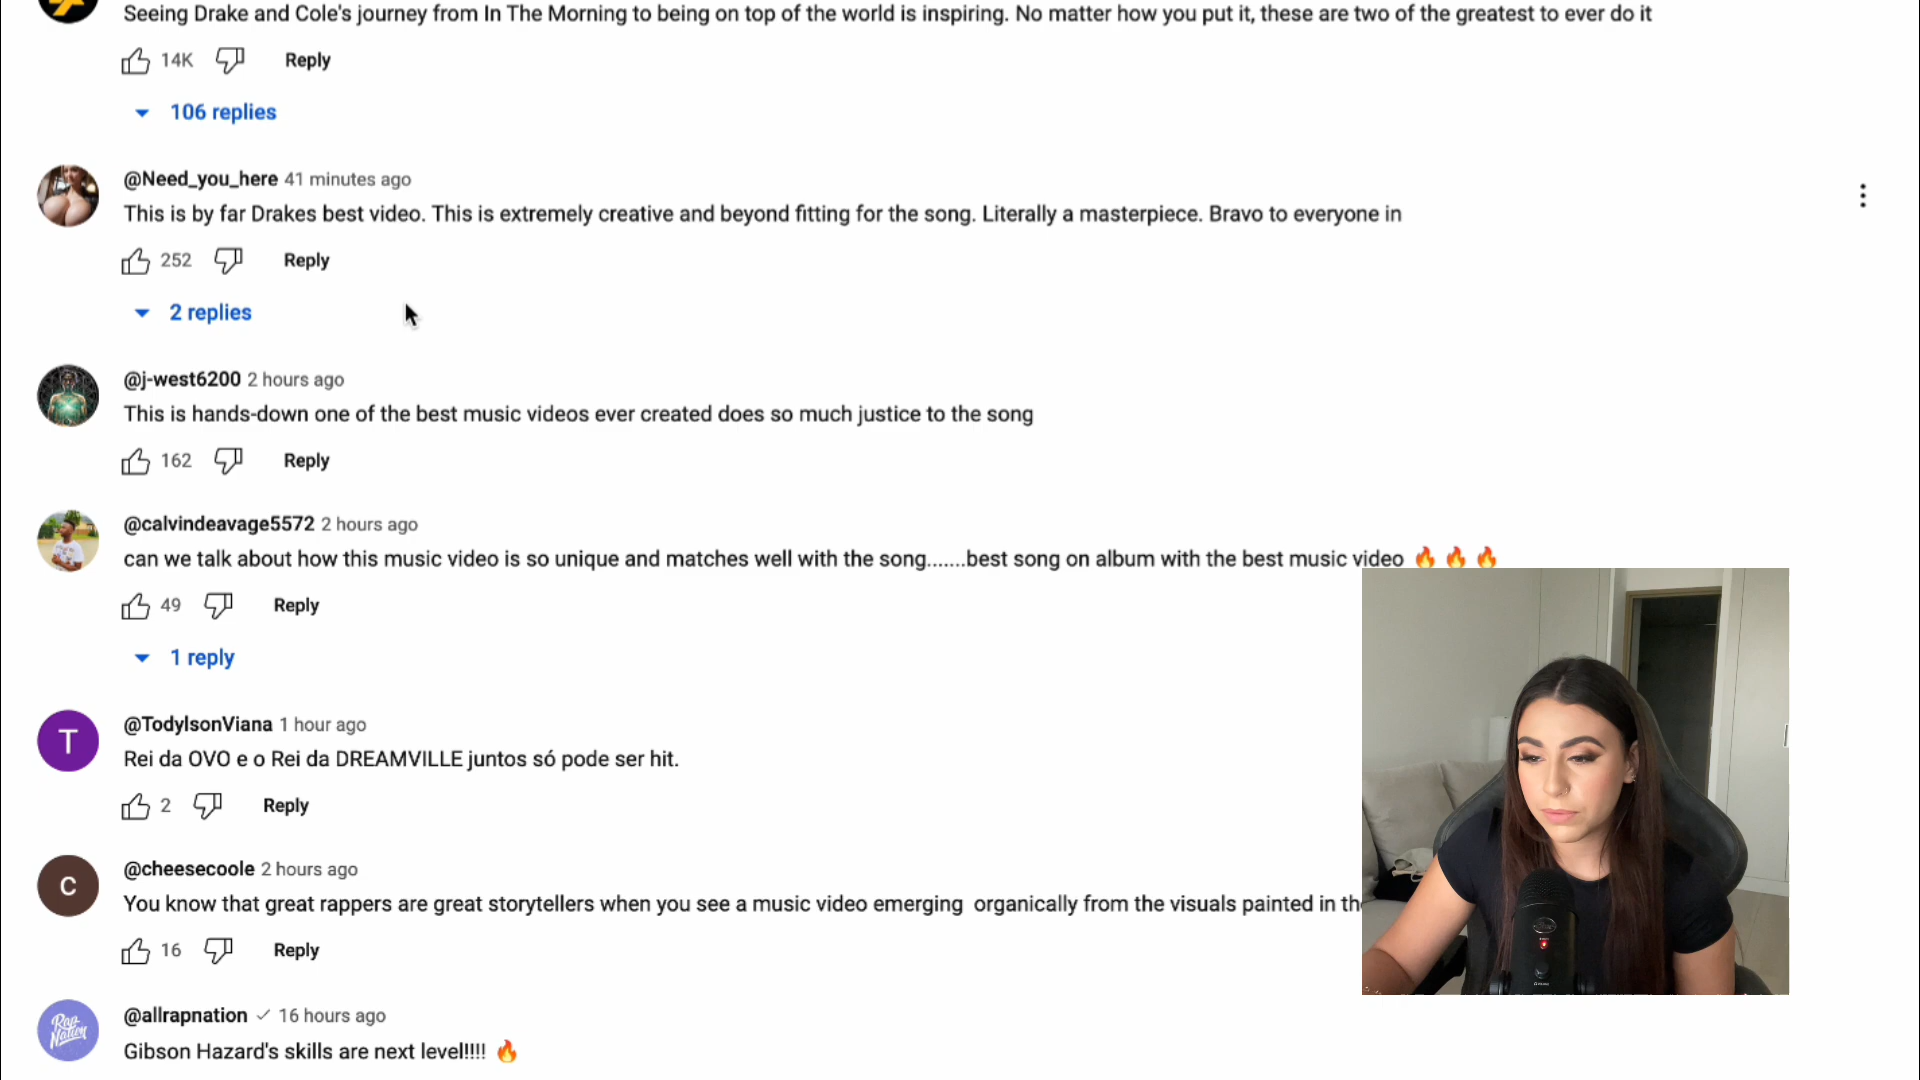 Seeing Drake and Cole's journey from In The Morning to being on top of the world is inspiring. No matter how you put it, these are two of the greatest to ever do it
14K Reply
106 replies
@Need_you_here 41 minutes ago
This is by far Drakes best video. This is extremely creative and beyond fitting for the song. Literally a masterpiece. Bravo to everyone in
252 Reply
2 replies
@j-west6200 2 hours ago
This is hands-down one of the best music videos ever created does so much justice to the song
162 Reply
@calvindeavage5572 2 hours ago
can we talk about how this music video is so unique and matches well with the song.......best song on album with the best music video 🔥 🔥 🔥
49 Reply
1 reply
T
@TodylsonViana 1 hour ago
Rei da OVO e o Rei da DREAMVILLE juntos só pode ser hit.
2 Reply
C
@cheesecoole 2 hours ago
You know that great rappers are great storytellers when you see a music video emerging organically from the visuals painted in
16 Reply
Rap Nation
@allrapnation 16 hours ago
Gibson Hazard's skills are next level!!!! 🔥